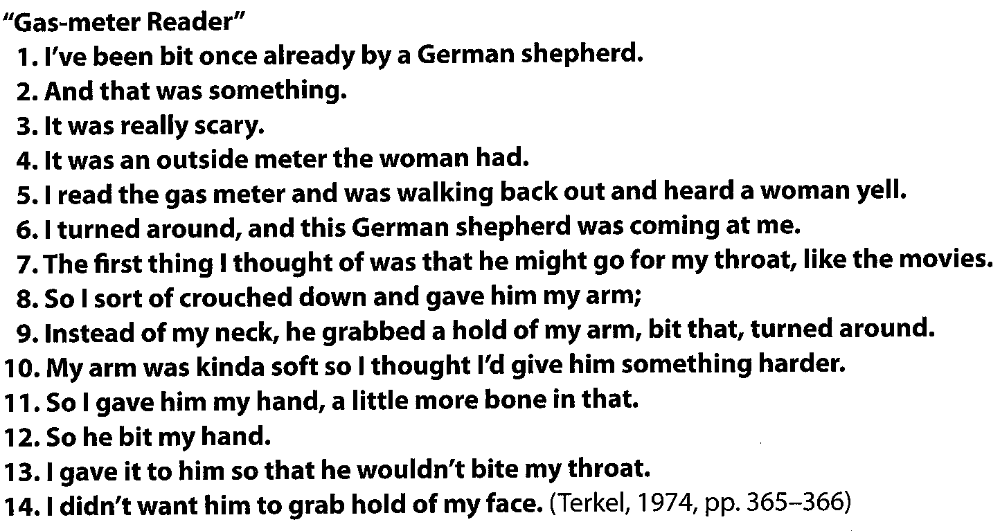 "Gas-meter Reader"
1. I've been bit once already by a German shepherd.
2. And that was something.
3. It was really scary.
4. It was an outside meter the woman had.
5. I read the gas meter and was walking back out and heard a woman yell.
6. I turned around, and this German shepherd was coming at me.
7. The first thing I thought of was that he might go for my throat, like the movies.
8. So I sort of crouched down and gave him my arm;
9. Instead of my neck, he grabbed a hold of my arm, bit that, turned around.
10. My arm was kinda soft so I thought I'd give him something harder.
11. So I gave him my hand, a little more bone in that.
12. So he bit my hand.
13. I gave it to him so that he wouldn't bite my throat.
14. I didn't want him to grab hold of my face. (Terkel, 1974, pp. 365–366)